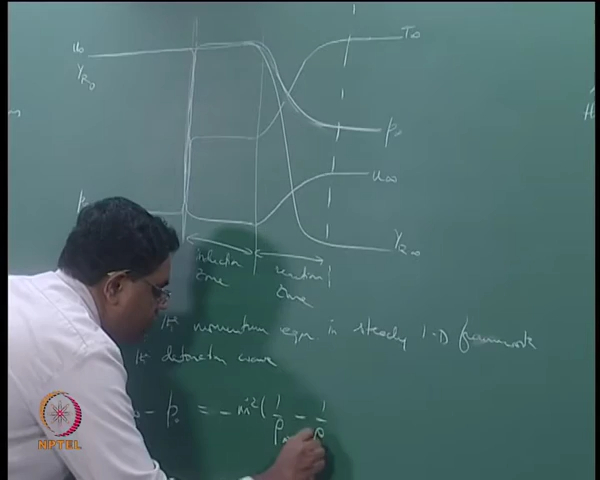 u₀ T∞
Y_R₀
p∞
u∞
Y_R∞
induction zone
reaction zone
momentum eqn. in steady 1-D framework
detonation wave
- p₀ = - ṁ² ( 1/ρ∞ - 1/ρ
NPTEL